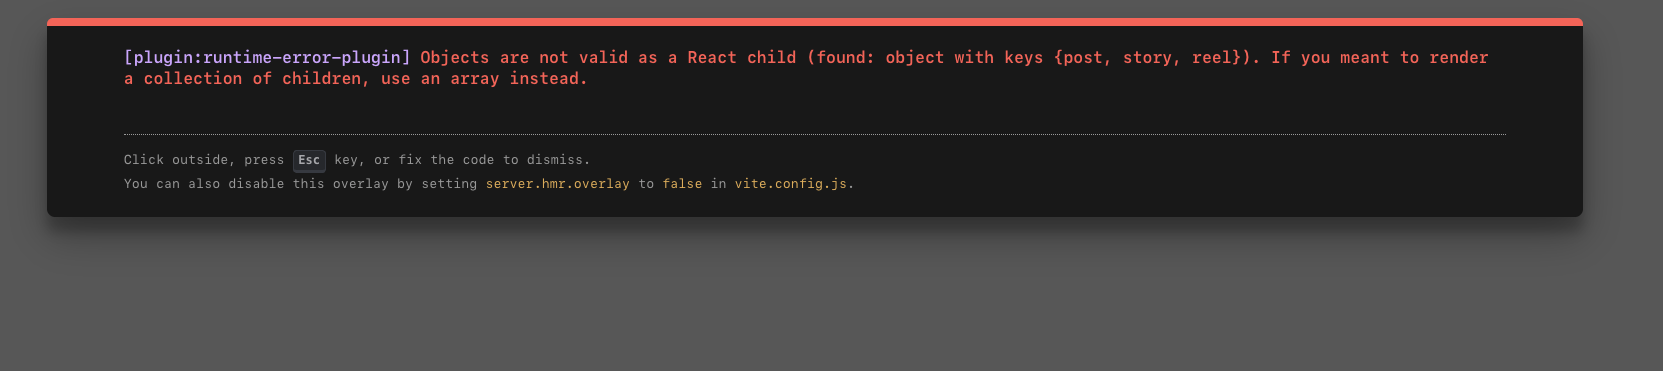 [plugin:runtime-error-plugin] Objects are not valid as a React child (found: object with keys {post, story, reel}). If you meant to render
a collection of children, use an array instead.
Click outside, press Esc key, or fix the code to dismiss.
You can also disable this overlay by setting server.hmr.overlay to false in vite.config.js.